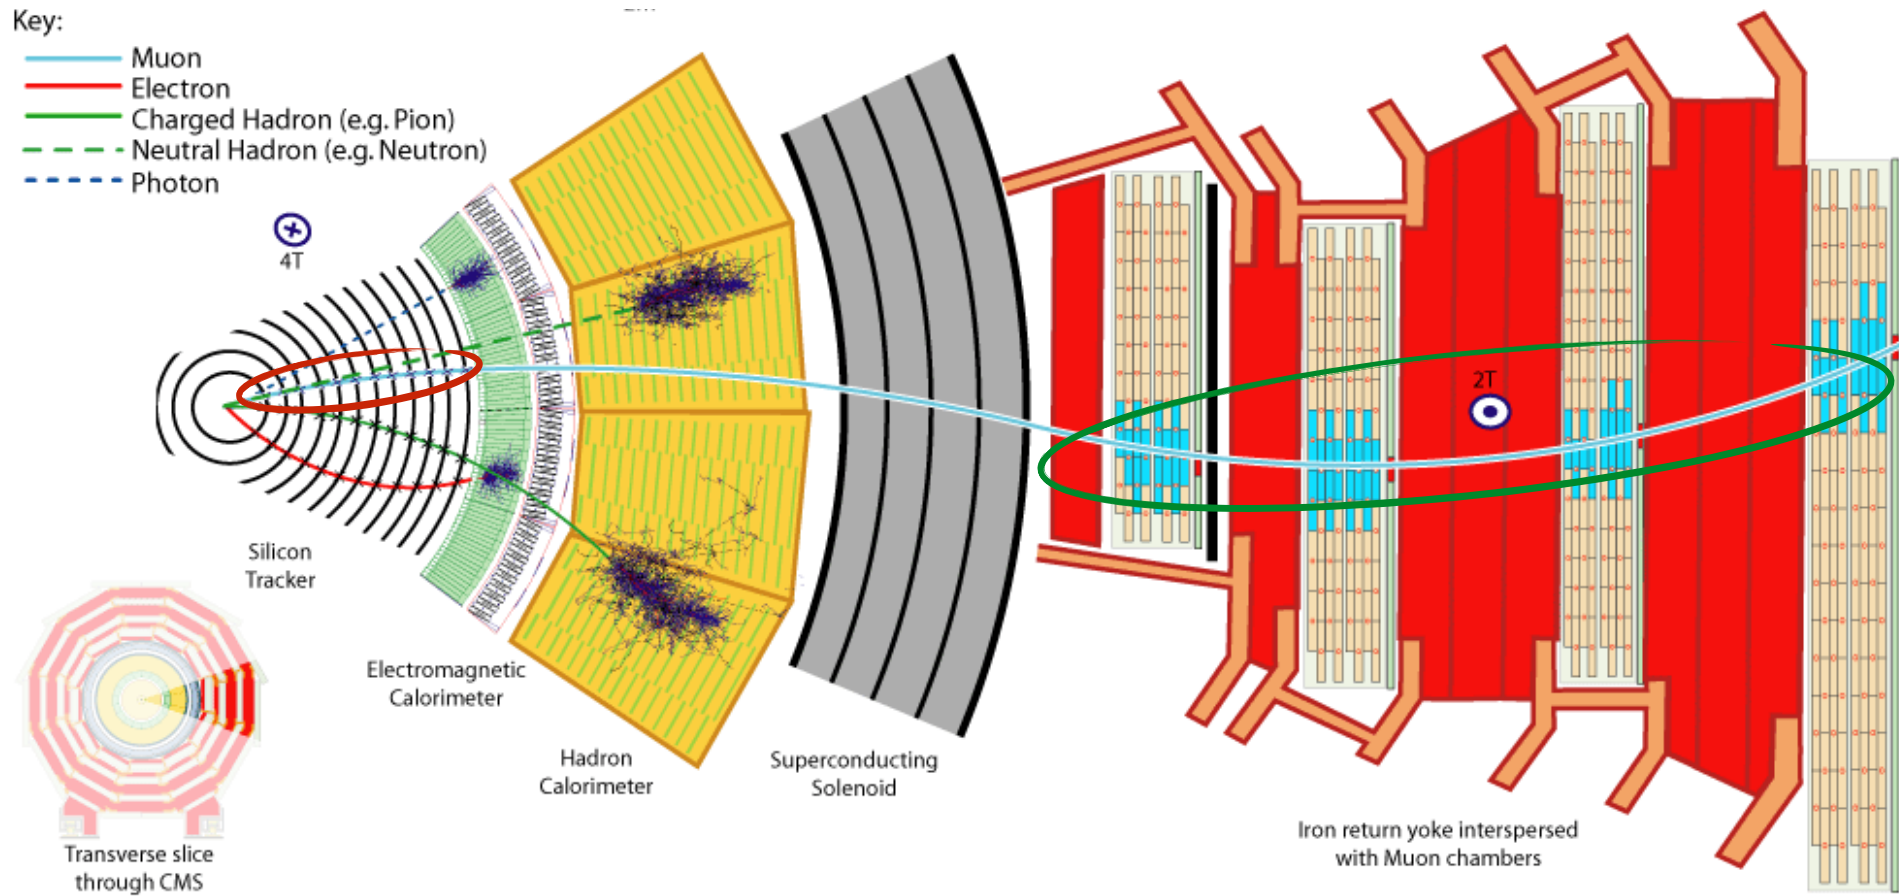 Key:
Muon
Electron
Charged Hadron (e.g. Pion)
Neutral Hadron (e.g. Neutron)
Photon
4T
2T
Silicon
Tracker
Electromagnetic
Calorimeter
Hadron
Calorimeter
Superconducting
Solenoid
Iron return yoke interspersed
with Muon chambers
Transverse slice
through CMS